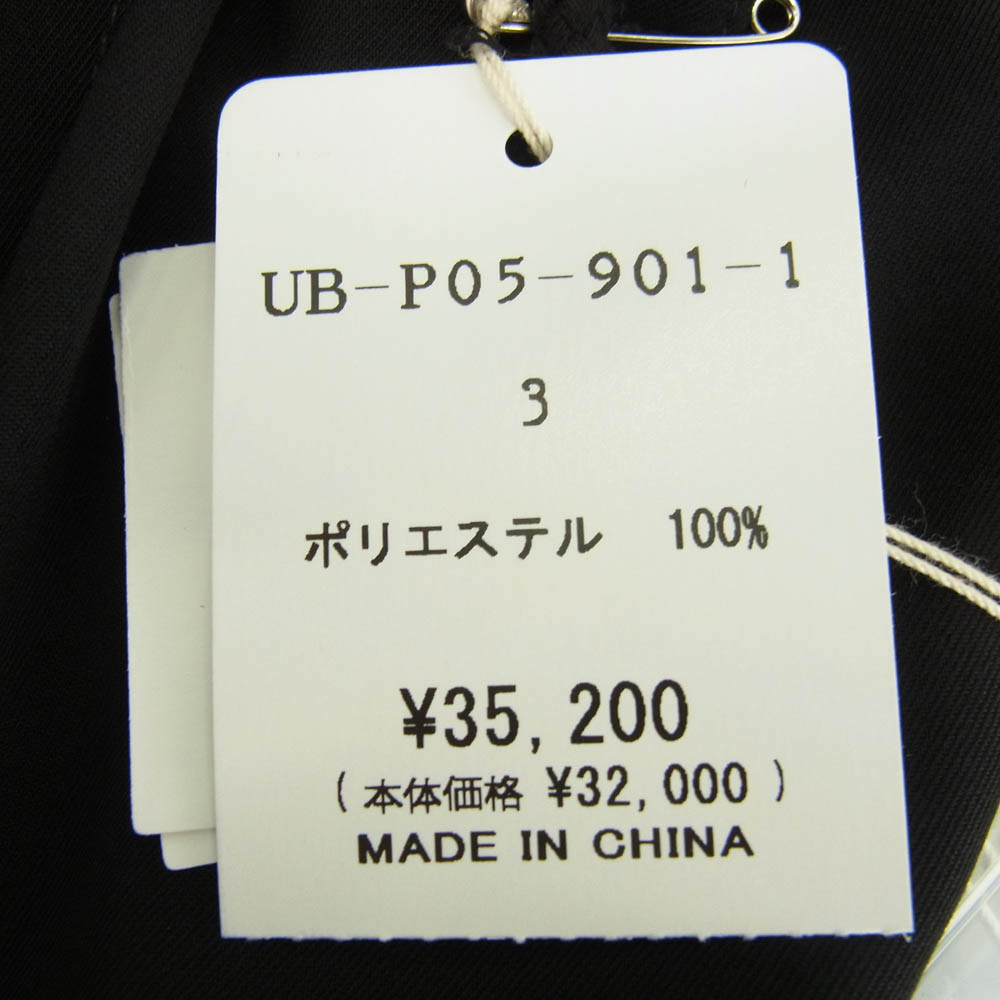 UB-P05-901-1
3
ポリエステル 100%
¥35,200
(本体価格 ¥32,000)
MADE IN CHINA